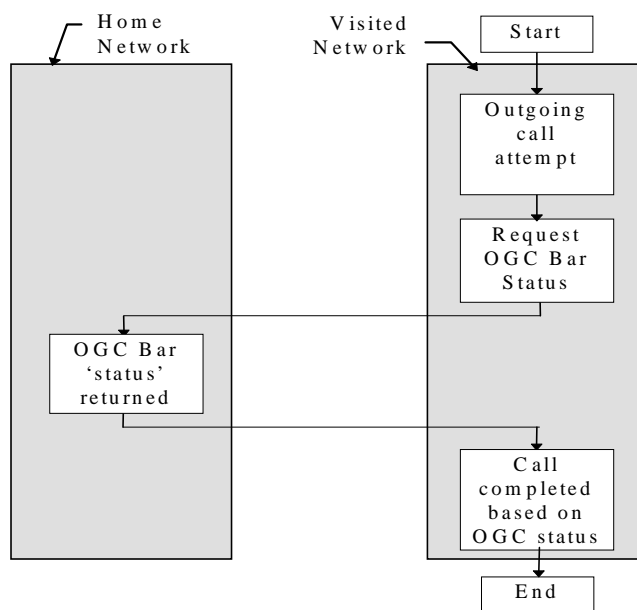 Home
Network
Visited
Network
Start
Outgoing
call
attempt
Request
OGC Bar
Status
OGC Bar
‘status’
returned
Call
completed
based on
OGC status
End